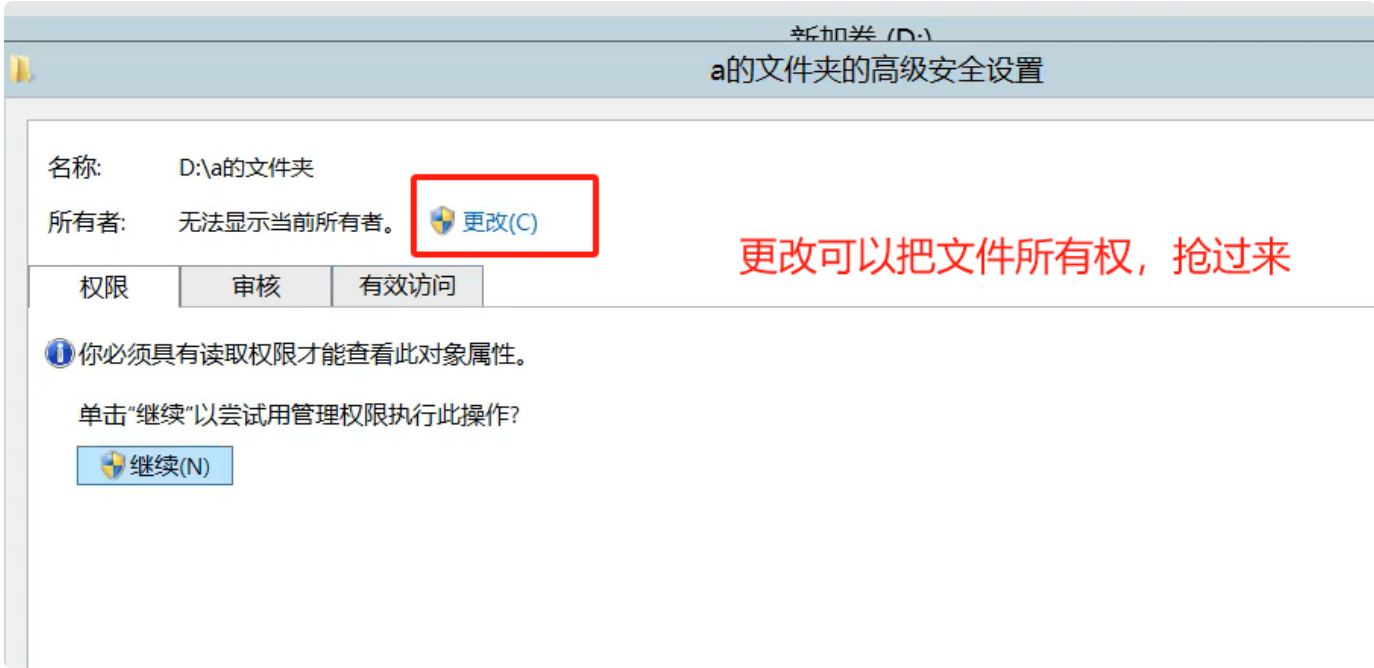 新加卷 (D:)
a的文件夹的高级安全设置
名称: D:\a的文件夹
所有者: 无法显示当前所有者。 更改(C)
更改可以把文件所有权，抢过来
权限 审核 有效访问
你必须具有读取权限才能查看此对象属性。
单击“继续”以尝试用管理权限执行此操作?
继续(N)